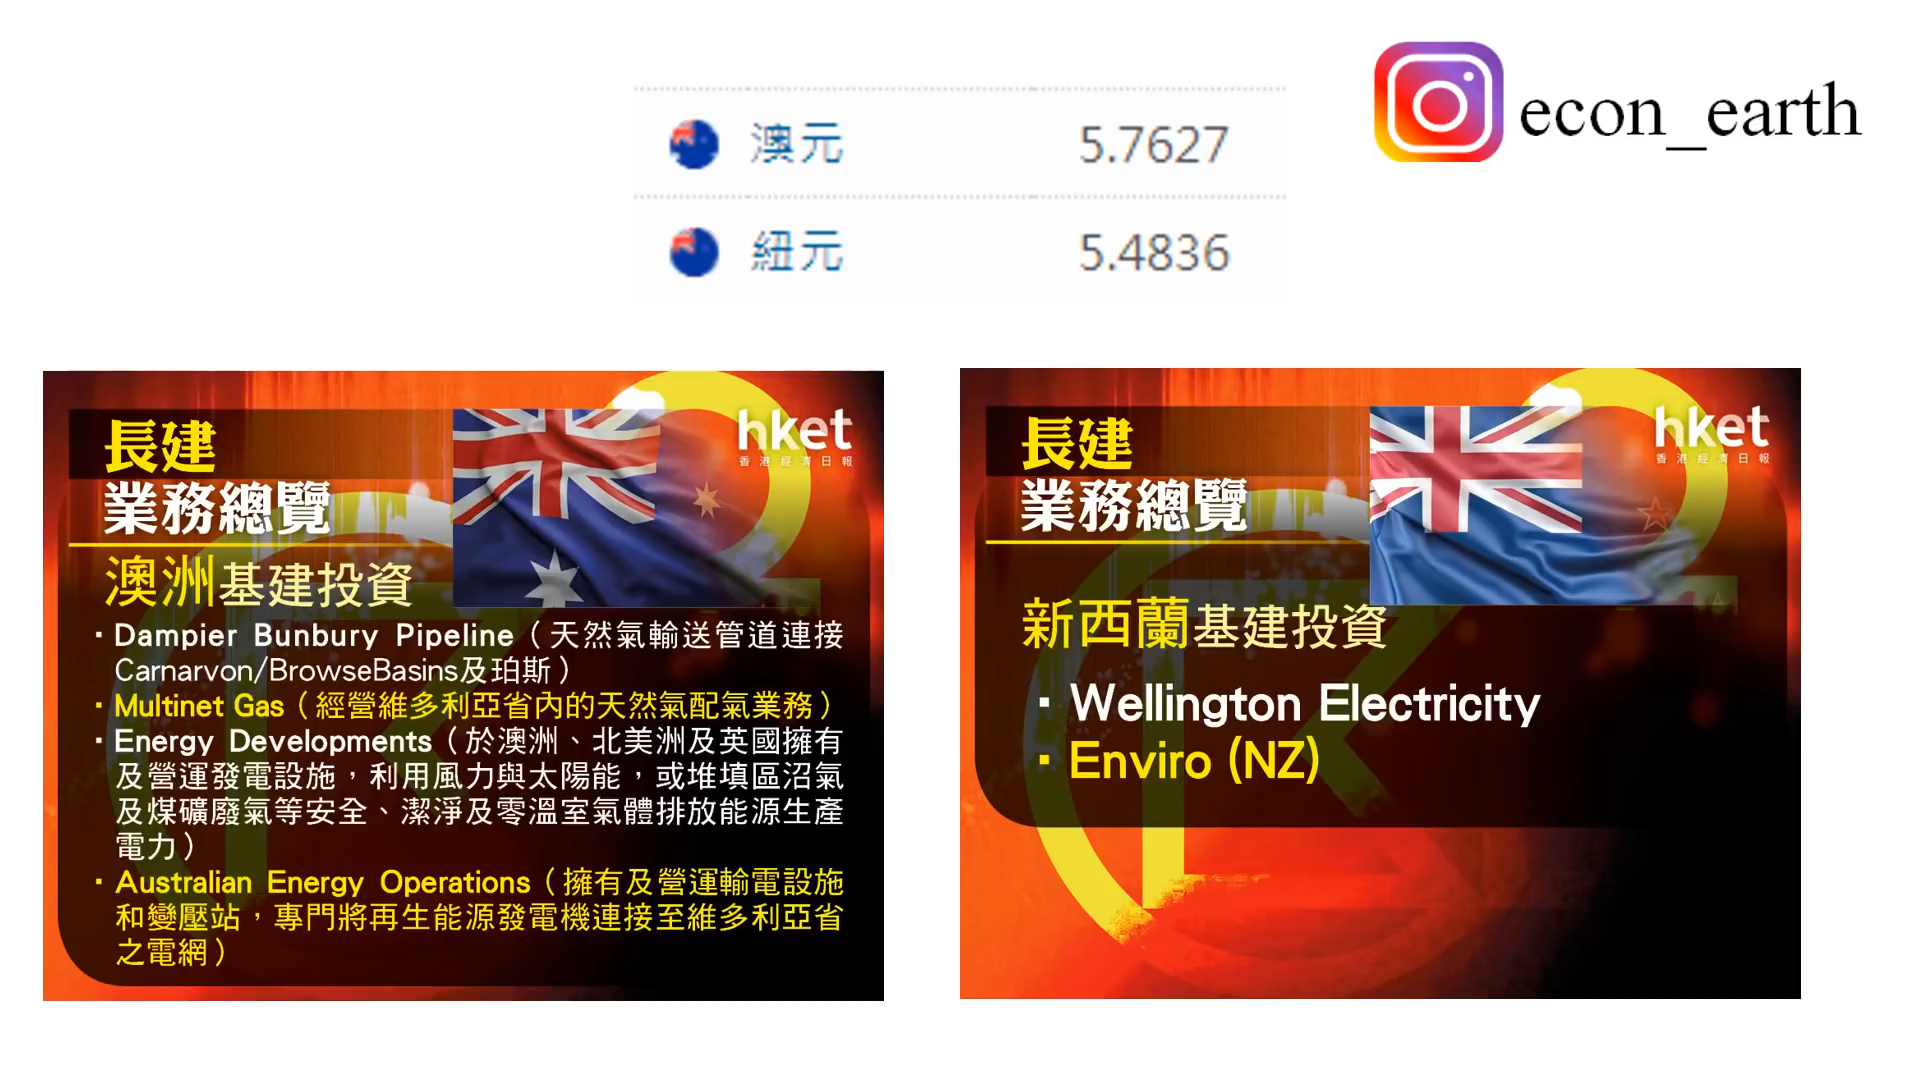 澳元 5.7627
紐元 5.4836
econ_earth
長建
業務總覽
hket
香港經濟日報
澳洲基建投資
· Dampier Bunbury Pipeline（天然氣輸送管道連接
Carnarvon/BrowseBasins及珀斯）
· Multinet Gas（經營維多利亞省內的天然氣配氣業務）
· Energy Developments（於澳洲、北美洲及英國擁有
及營運發電設施，利用風力與太陽能，或堆填區沼氣
及煤礦廢氣等安全、潔淨及零溫室氣體排放能源生產
電力）
· Australian Energy Operations（擁有及營運輸電設施
和變壓站，專門將再生能源發電機連接至維多利亞省
之電網）
長建
業務總覽
hket
香港經濟日報
新西蘭基建投資
· Wellington Electricity
· Enviro (NZ)